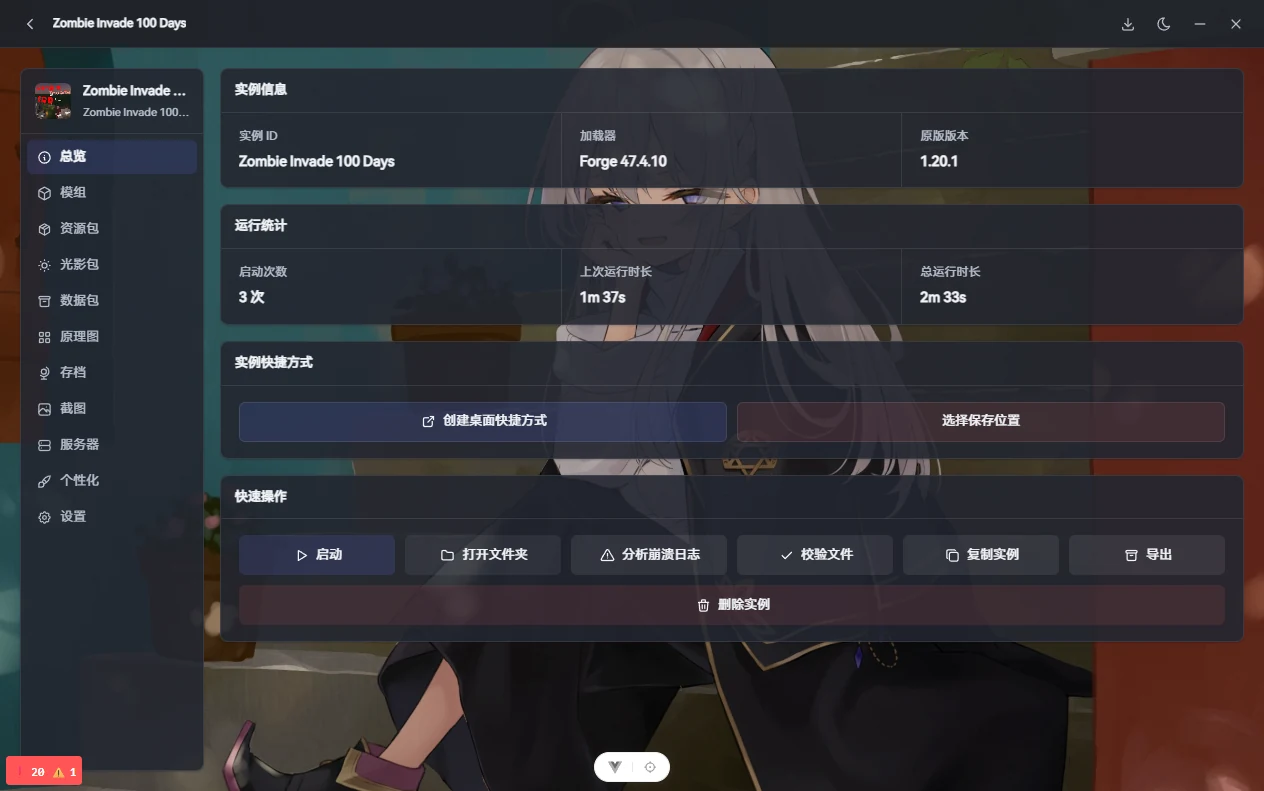 Zombie Invade 100 Days
Zombie Invade ...
Zombie Invade 100...
总览
模组
资源包
光影包
数据包
原理图
存档
截图
服务器
个性化
设置
实例信息
实例 ID
Zombie Invade 100 Days
加载器
Forge 47.4.10
原版版本
1.20.1
运行统计
启动次数
3 次
上次运行时长
1m 37s
总运行时长
2m 33s
实例快捷方式
创建桌面快捷方式
选择保存位置
快速操作
启动
打开文件夹
分析崩溃日志
校验文件
复制实例
导出
删除实例
20 1